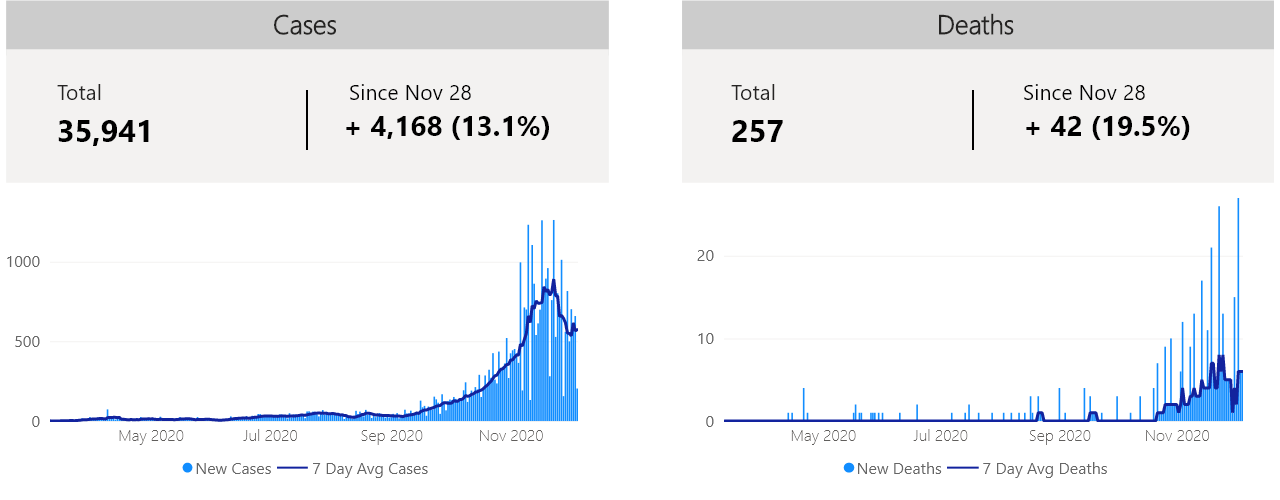 Cases
Total
Since Nov 28
35,941
+ 4,168 (13.1%)
1000
500
0
May 2020 Jul 2020 Sep 2020 Nov 2020
New Cases 7 Day Avg Cases
Deaths
Total
Since Nov 28
257
+ 42 (19.5%)
20
10
0
May 2020 Jul 2020 Sep 2020 Nov 2020
New Deaths 7 Day Avg Deaths